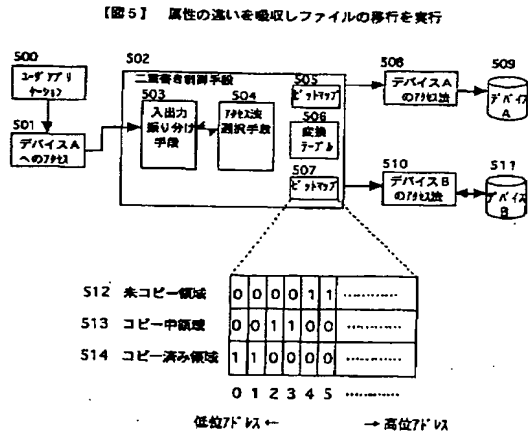 【図5】 属性の違いを吸収しファイルの移行を実行
500
ユーザアプリケーション
501
デバイスAへのアクセス
502
二重書き制御手段
503
入出力振り分け手段
504
アクセス法選択手段
505
ビットマップ
506
変換テーブル
507
ビットマップ
508
デバイスAのアクセス法
509
デバイスA
510
デバイスBのアクセス法
511
デバイスB
512 未コピー領域 0 0 0 0 1 1 …………
513 コピー中領域 0 0 1 1 0 0 …………
514 コピー済み領域 1 1 0 0 0 0 …………
0 1 2 3 4 5 …………
低位アドレス ← → 高位アドレス